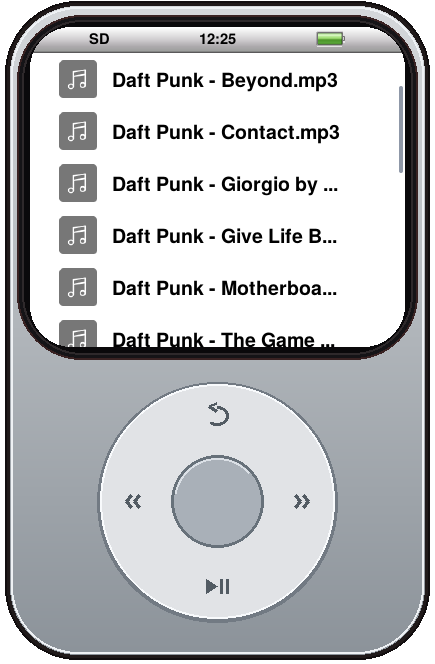 SD 12:25
Daft Punk - Beyond.mp3
Daft Punk - Contact.mp3
Daft Punk - Giorgio by ...
Daft Punk - Give Life B...
Daft Punk - Motherboa...
Daft Punk - The Game ...